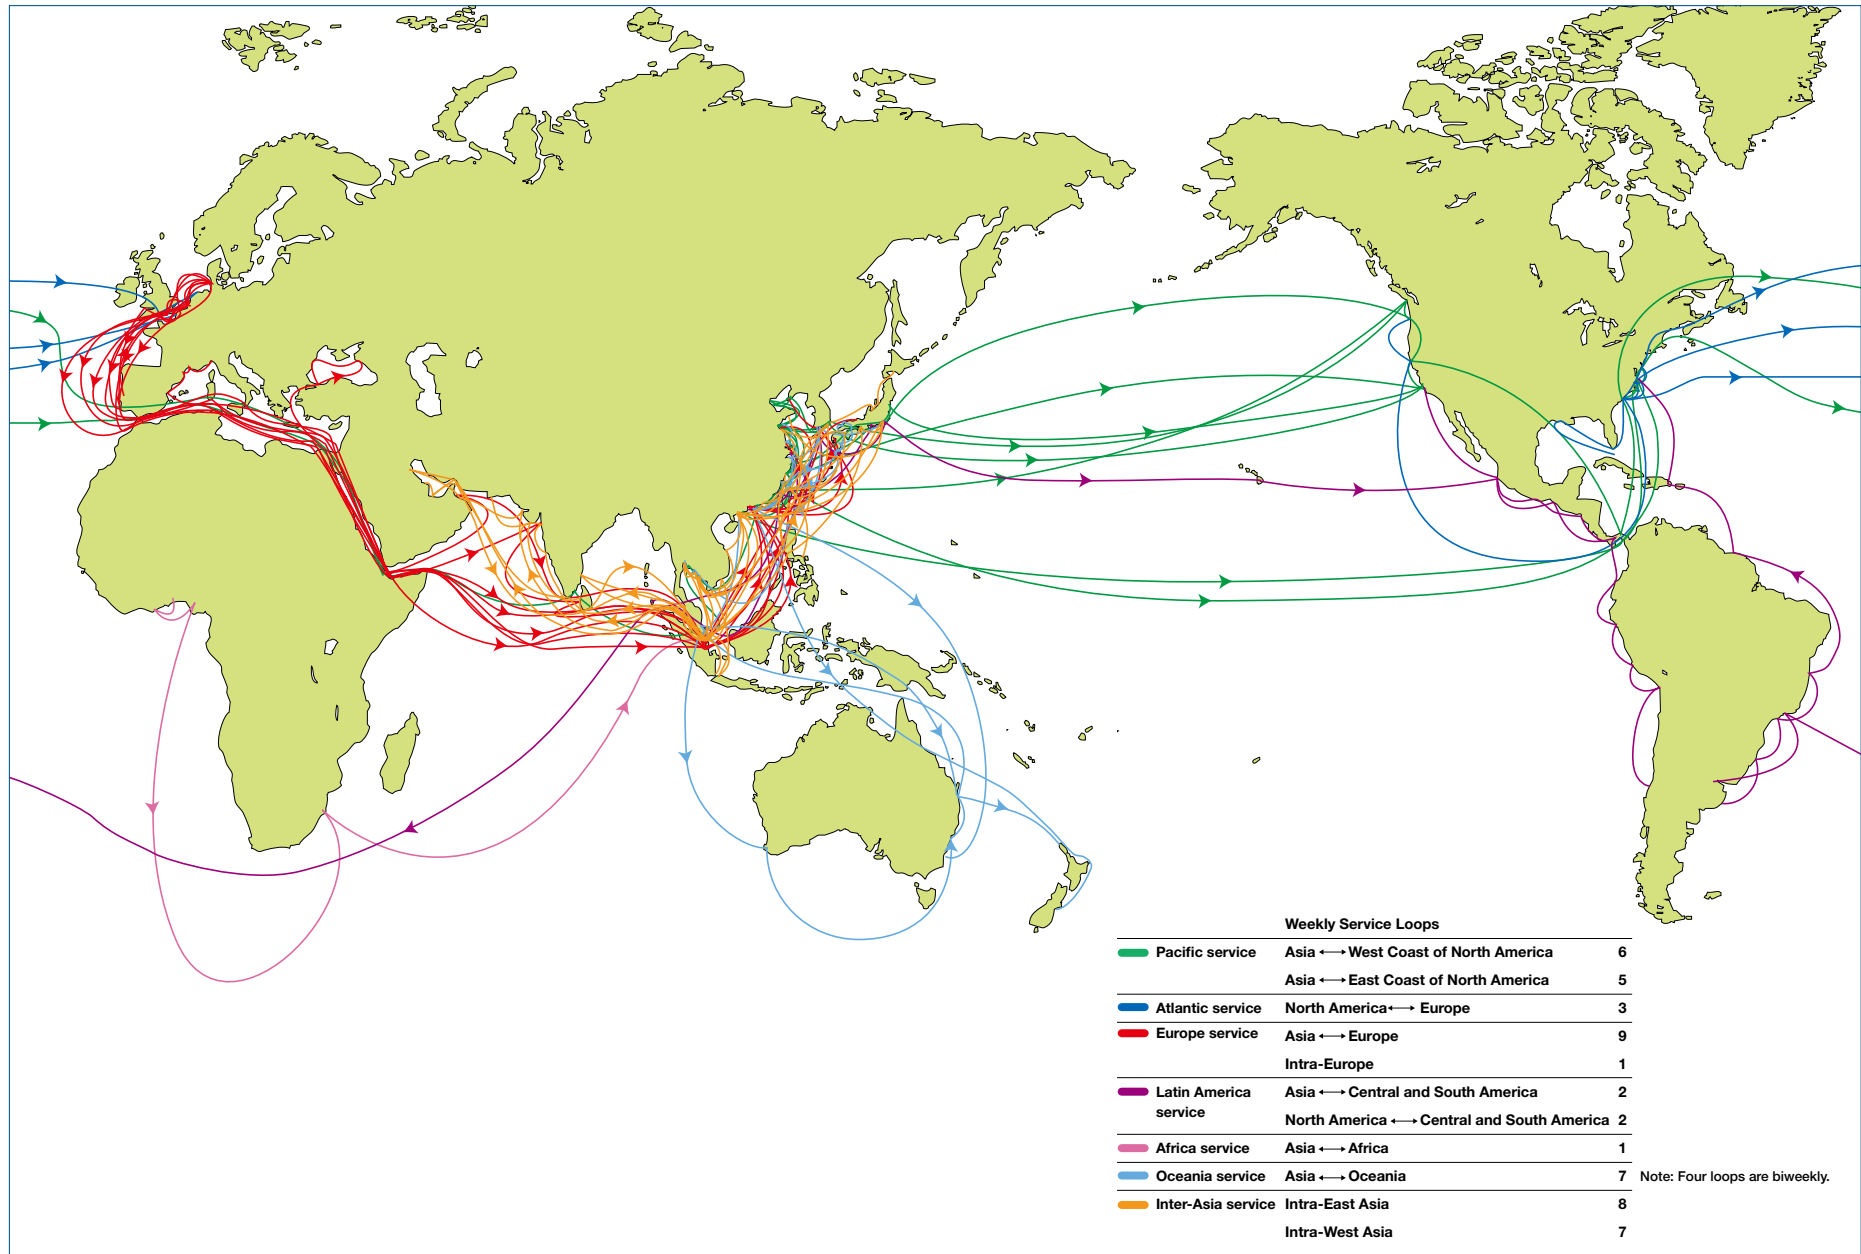 Weekly Service Loops
Pacific service Asia ⟷ West Coast of North America 6
Asia ⟷ East Coast of North America 5
Atlantic service North America ⟷ Europe 3
Europe service Asia ⟷ Europe 9
Intra-Europe 1
Latin America service Asia ⟷ Central and South America 2
North America ⟷ Central and South America 2
Africa service Asia ⟷ Africa 1
Oceania service Asia ⟷ Oceania 7 Note: Four loops are biweekly.
Inter-Asia service Intra-East Asia 8
Intra-West Asia 7